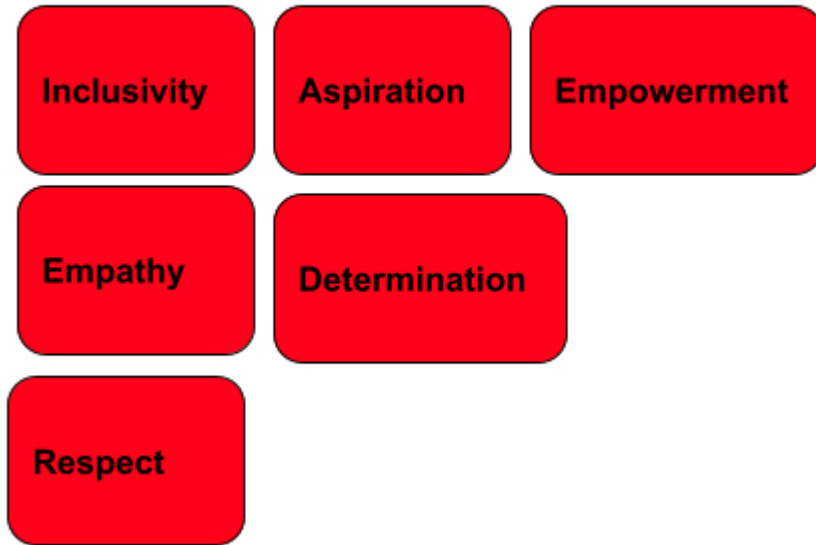 Inclusivity
Aspiration
Empowerment
Empathy
Determination
Respect